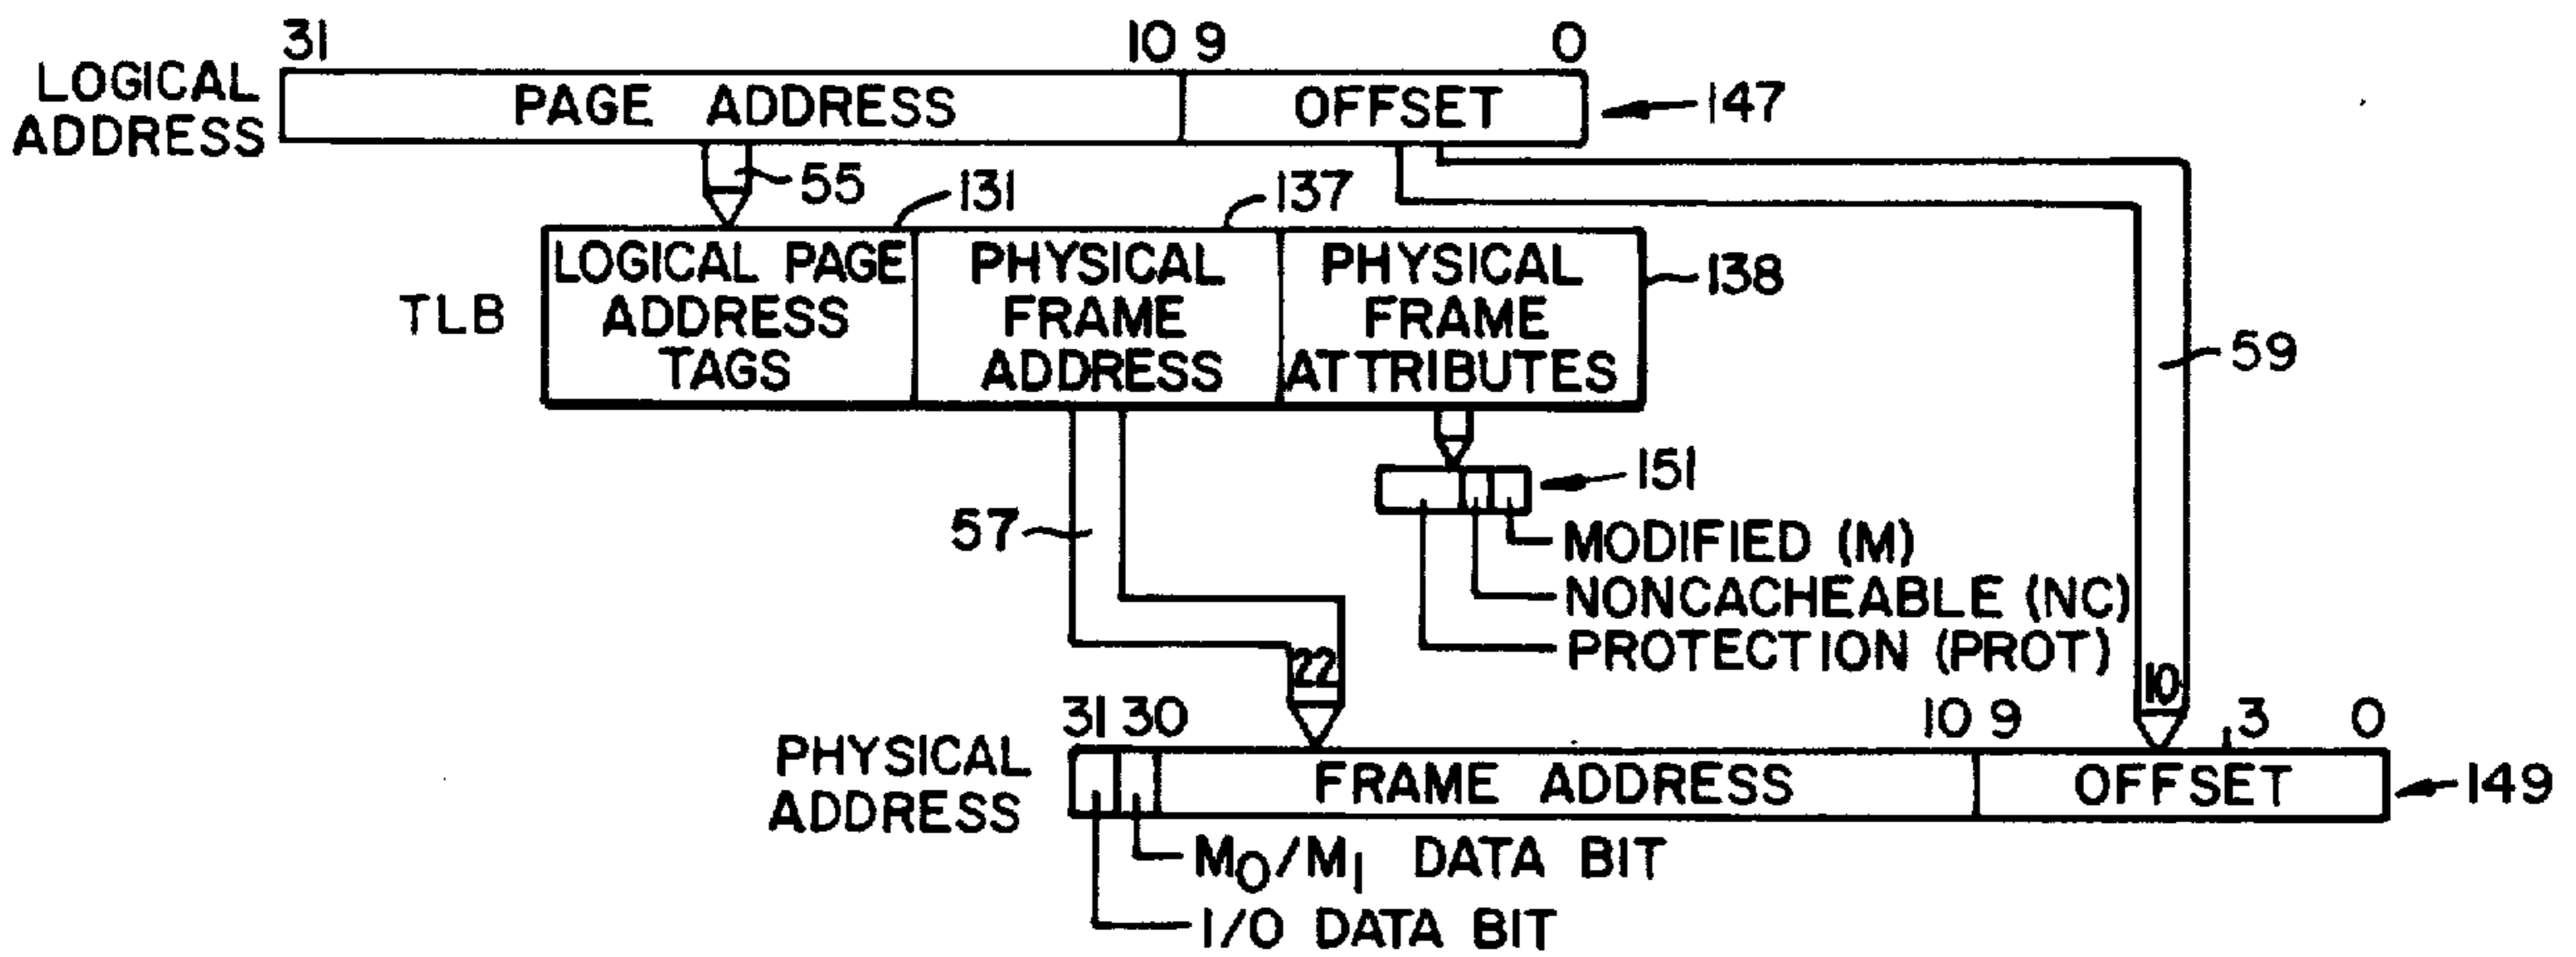 31 10 9 0
LOGICAL
ADDRESS
PAGE ADDRESS OFFSET
147
55
131
137
TLB
LOGICAL PAGE
ADDRESS
TAGS
PHYSICAL
FRAME
ADDRESS
PHYSICAL
FRAME
ATTRIBUTES
138
59
151
57
MODIFIED (M)
NONCACHEABLE (NC)
PROTECTION (PROT)
22
10
31 30 10 9 3 0
PHYSICAL
ADDRESS
FRAME ADDRESS OFFSET
149
M0/M1 DATA BIT
I/O DATA BIT